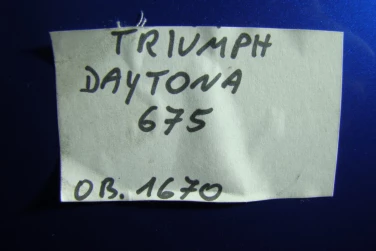 TRIUMPH
DAYTONA
675
OB. 1670